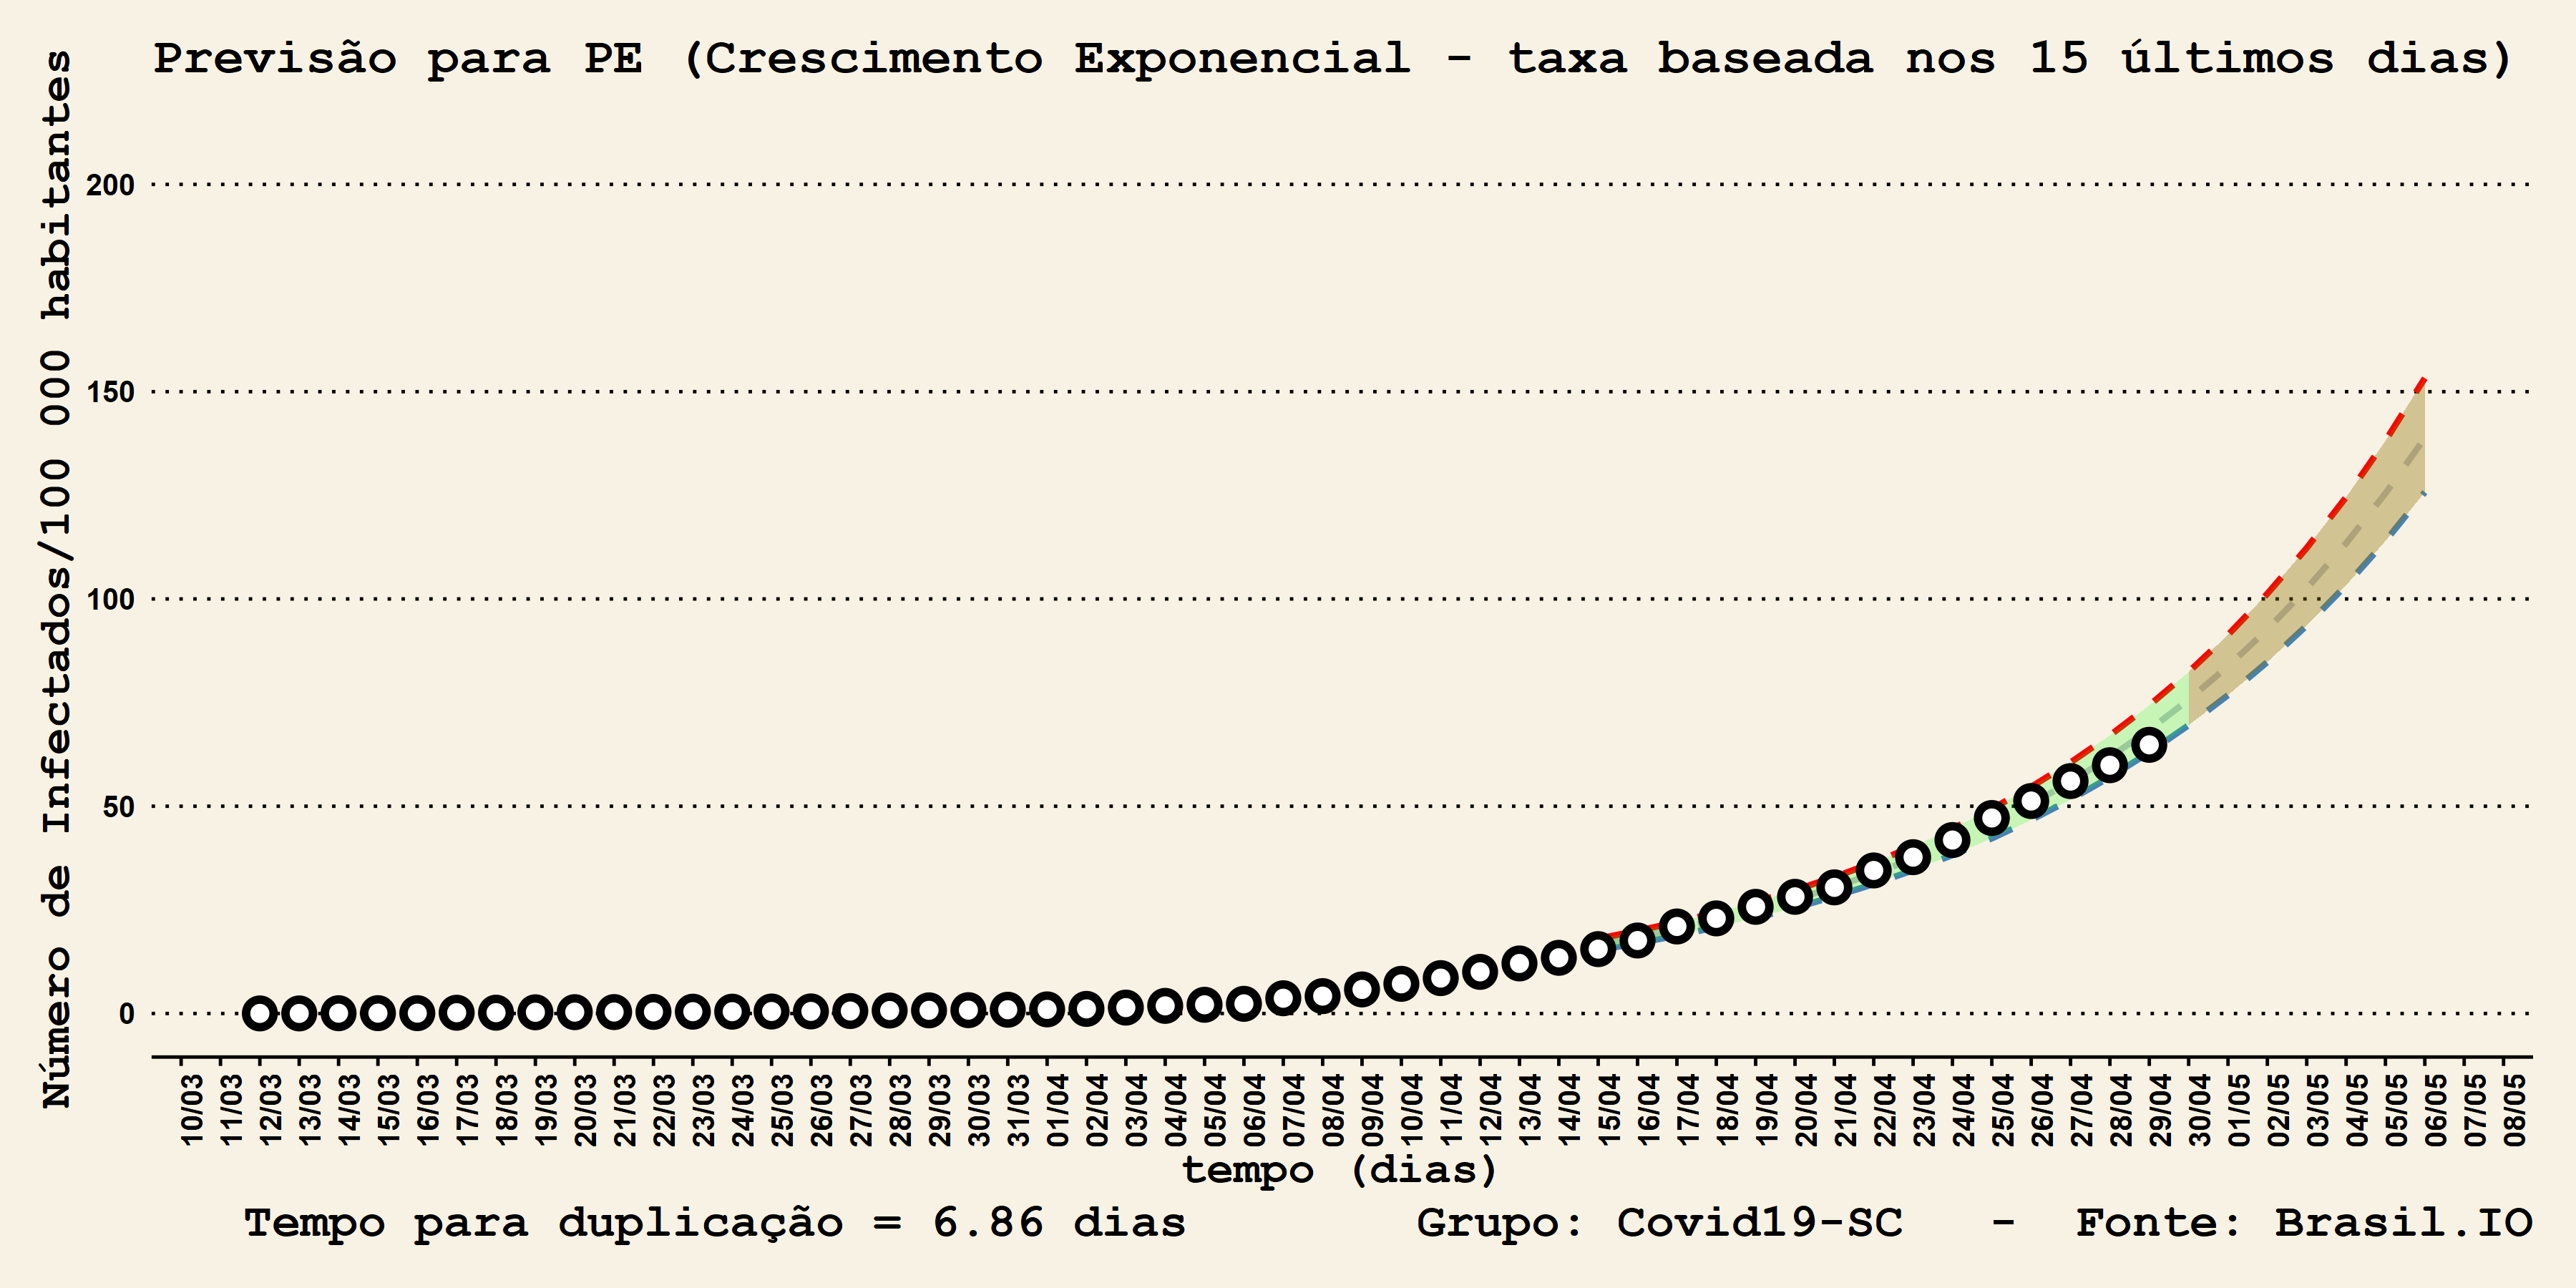 Previsão para PE (Crescimento Exponencial - taxa baseada nos 15 últimos dias)
Número de Infectados/100 000 habitantes
200
150
100
50
0
10/03 11/03 12/03 13/03 14/03 15/03 16/03 17/03 18/03 19/03 20/03 21/03 22/03 23/03 24/03 25/03 26/03 27/03 28/03 29/03 30/03 31/03 01/04 02/04 03/04 04/04 05/04 06/04 07/04 08/04 09/04 10/04 11/04 12/04 13/04 14/04 15/04 16/04 17/04 18/04 19/04 20/04 21/04 22/04 23/04 24/04 25/04 26/04 27/04 28/04 29/04 30/04 01/05 02/05 03/05 04/05 05/05 06/05 07/05 08/05
tempo (dias)
Tempo para duplicação = 6.86 dias Grupo: Covid19-SC - Fonte: Brasil.IO